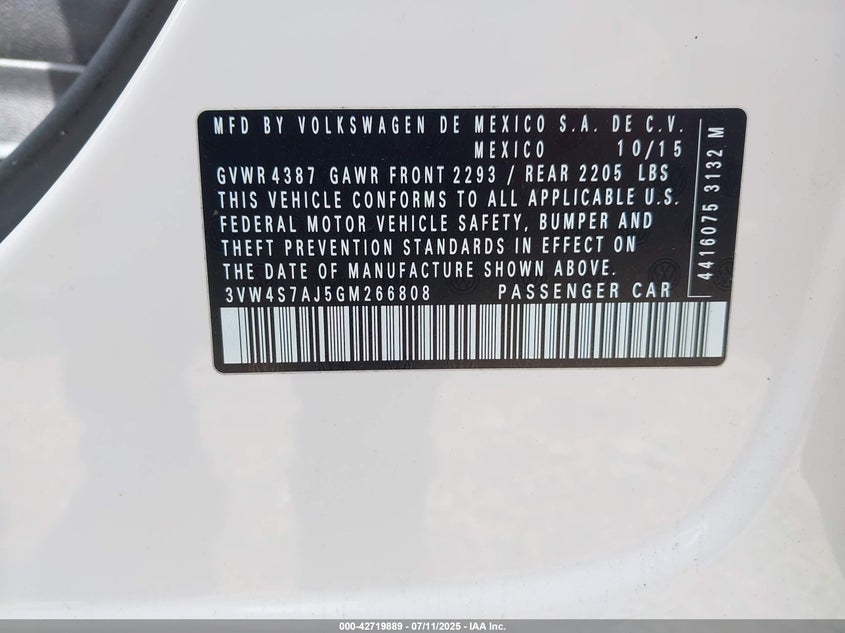 MFD BY VOLKSWAGEN DE MEXICO S.A. DE C.V.
MEXICO 10/15
GVWR 4387 GAWR FRONT 2293 / REAR 2205 LBS
THIS VEHICLE CONFORMS TO ALL APPLICABLE U.S.
FEDERAL MOTOR VEHICLE SAFETY, BUMPER AND
THEFT PREVENTION STANDARDS IN EFFECT ON
THE DATE OF MANUFACTURE SHOWN ABOVE.
3VW4S7AJ5GM266808 PASSENGER CAR
4416075 3132 M
000-42719889 - 07/11/2025 - IAA Inc.